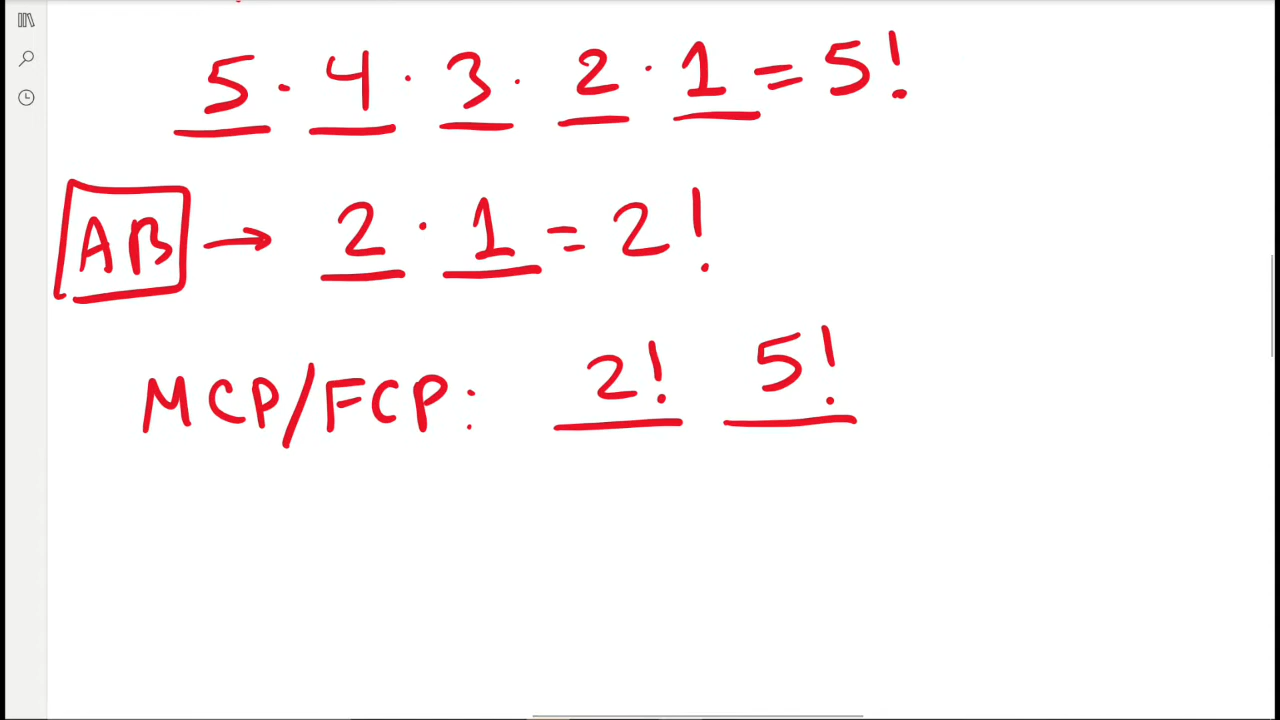 5 · 4 · 3 · 2 · 1 = 5!
AB → 2 · 1 = 2!
MCP/FCP: 2! 5!